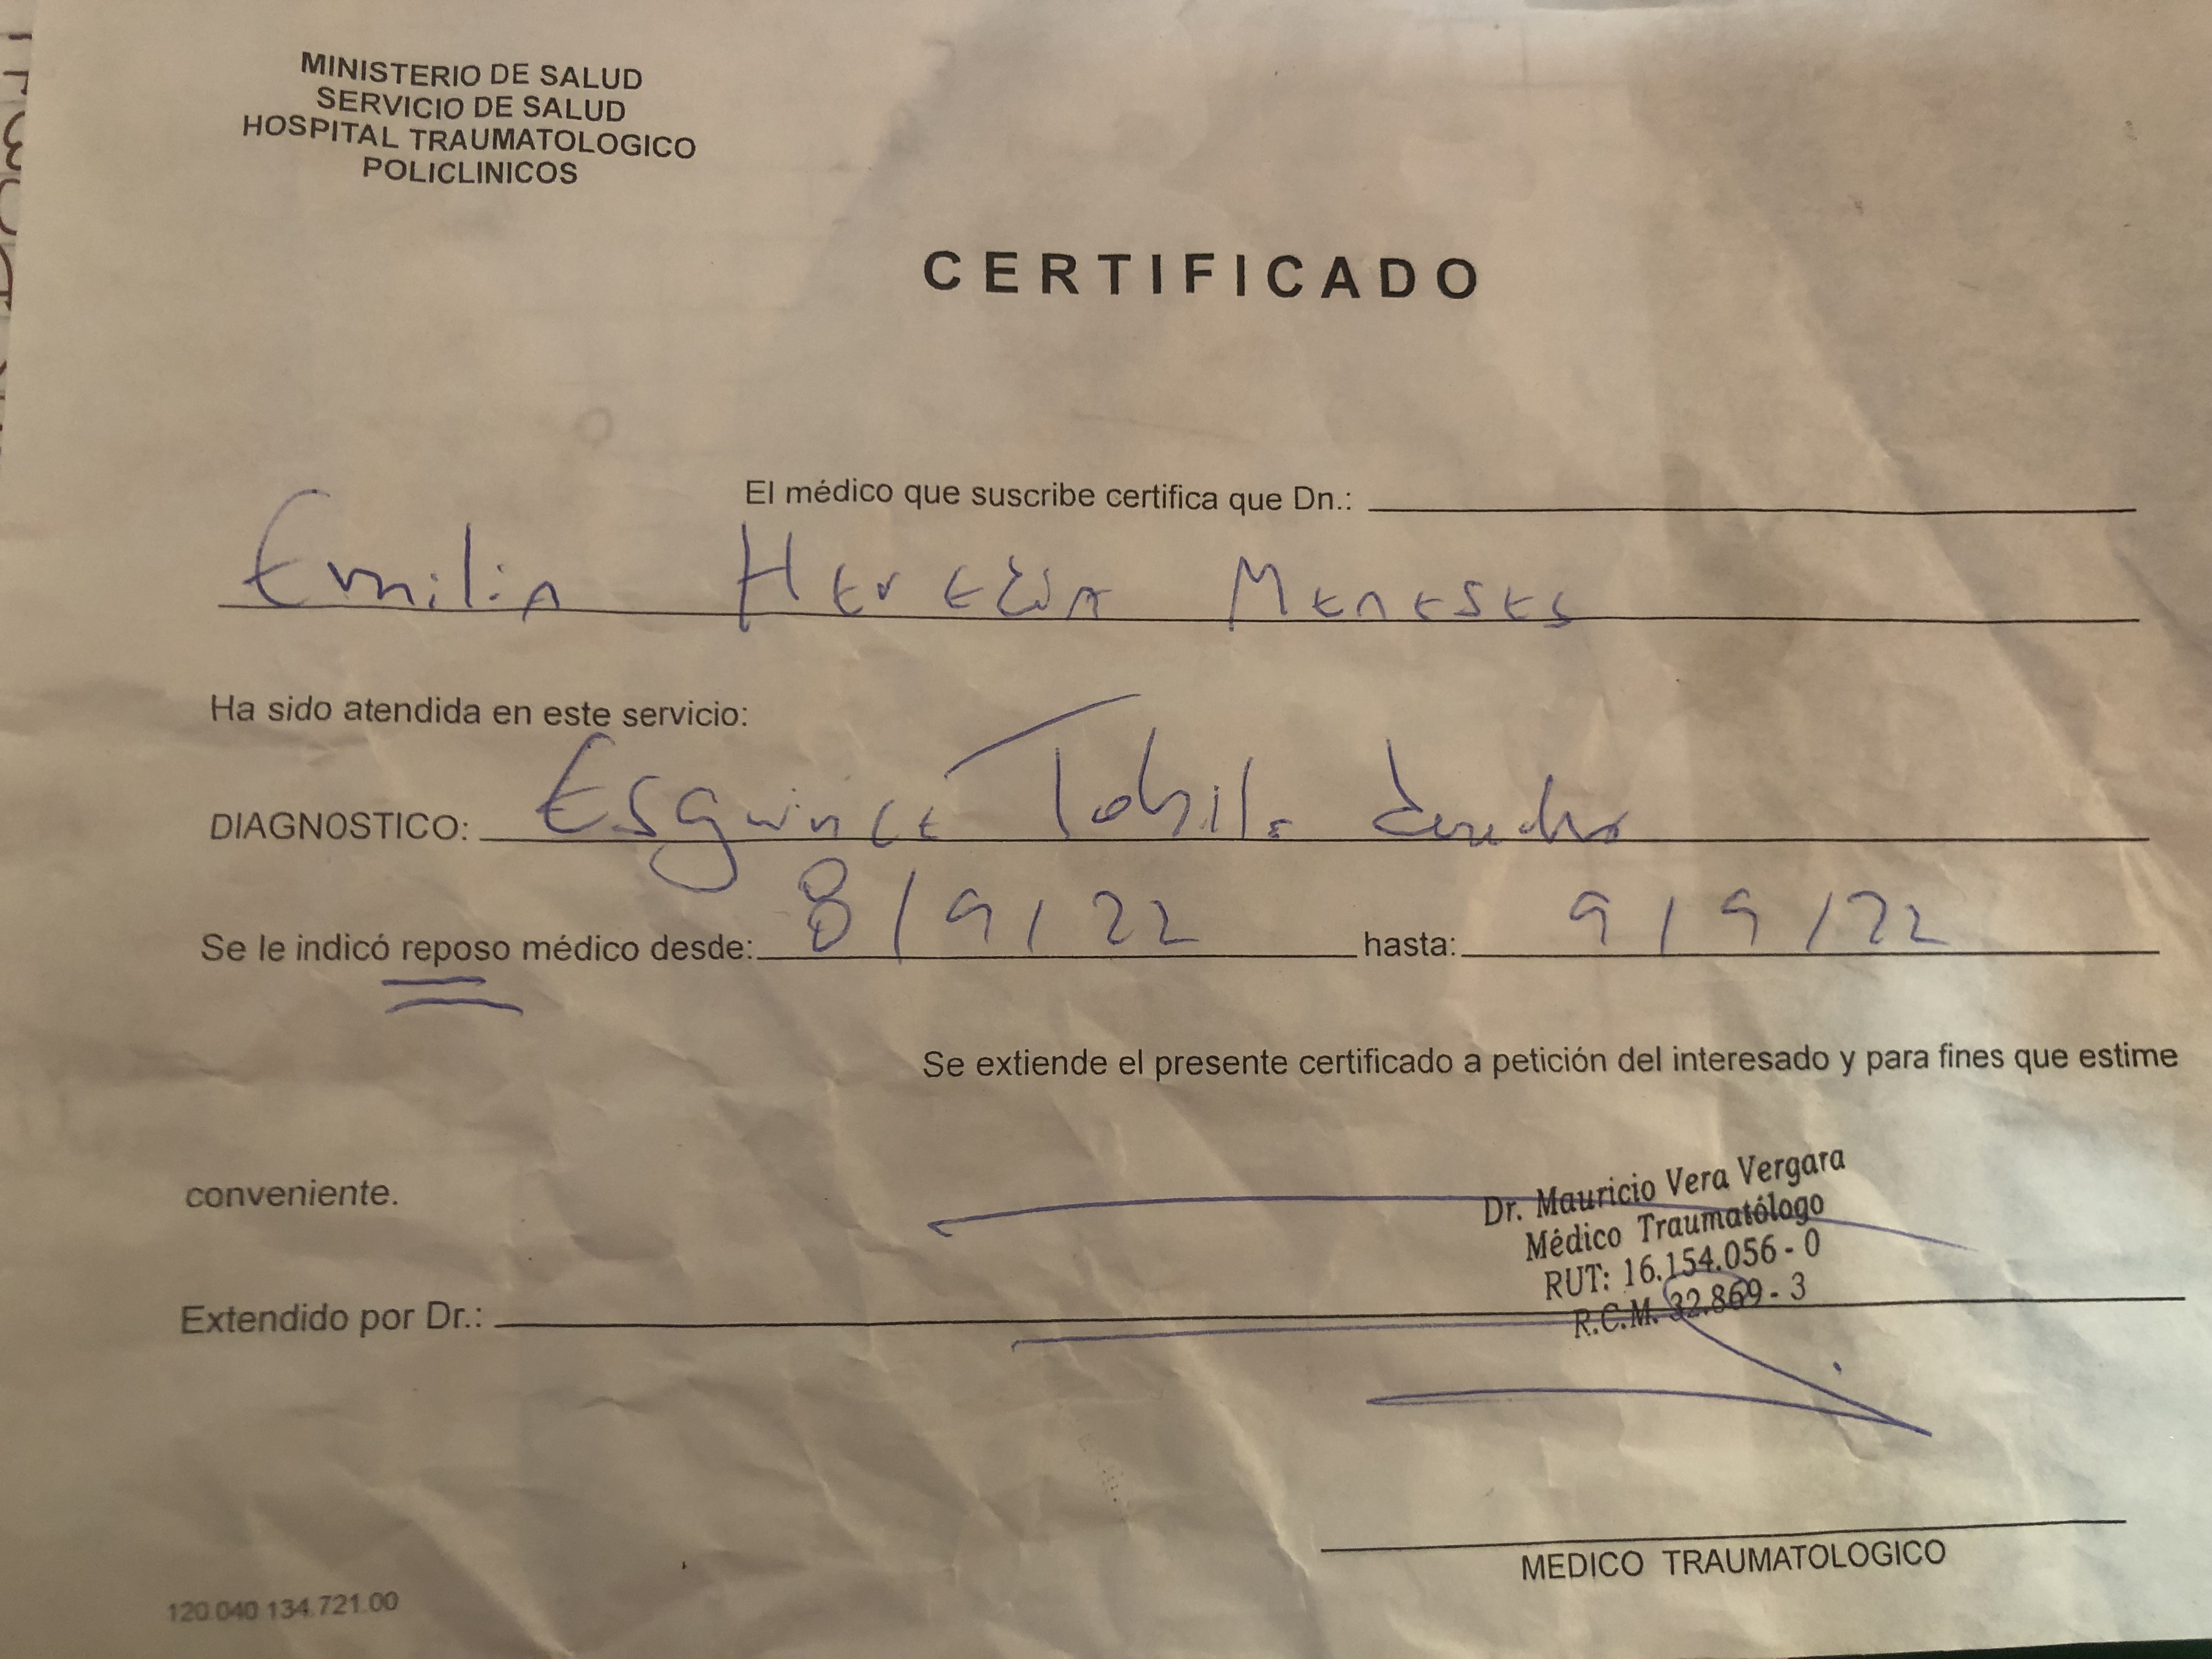 MINISTERIO DE SALUD
SERVICIO DE SALUD
HOSPITAL TRAUMATOLOGICO
POLICLINICOS
CERTIFICADO
El médico que suscribe certifica que Dn.:
Emilia Meneses
Ha sido atendida en este servicio:
DIAGNOSTICO: Esguince Tobillo derecho
Se le indicó reposo médico desde: 8/9/22 hasta: 9/9/22
Se extiende el presente certificado a petición del interesado y para fines que estime
conveniente.
Dr. Mauricio Vera Vergara
Médico Traumatólogo
RUT: 16.154.056-0
R.C.M. 32.869-3
Extendido por Dr.:
MEDICO TRAUMATOLOGICO
120.040.134.721.00